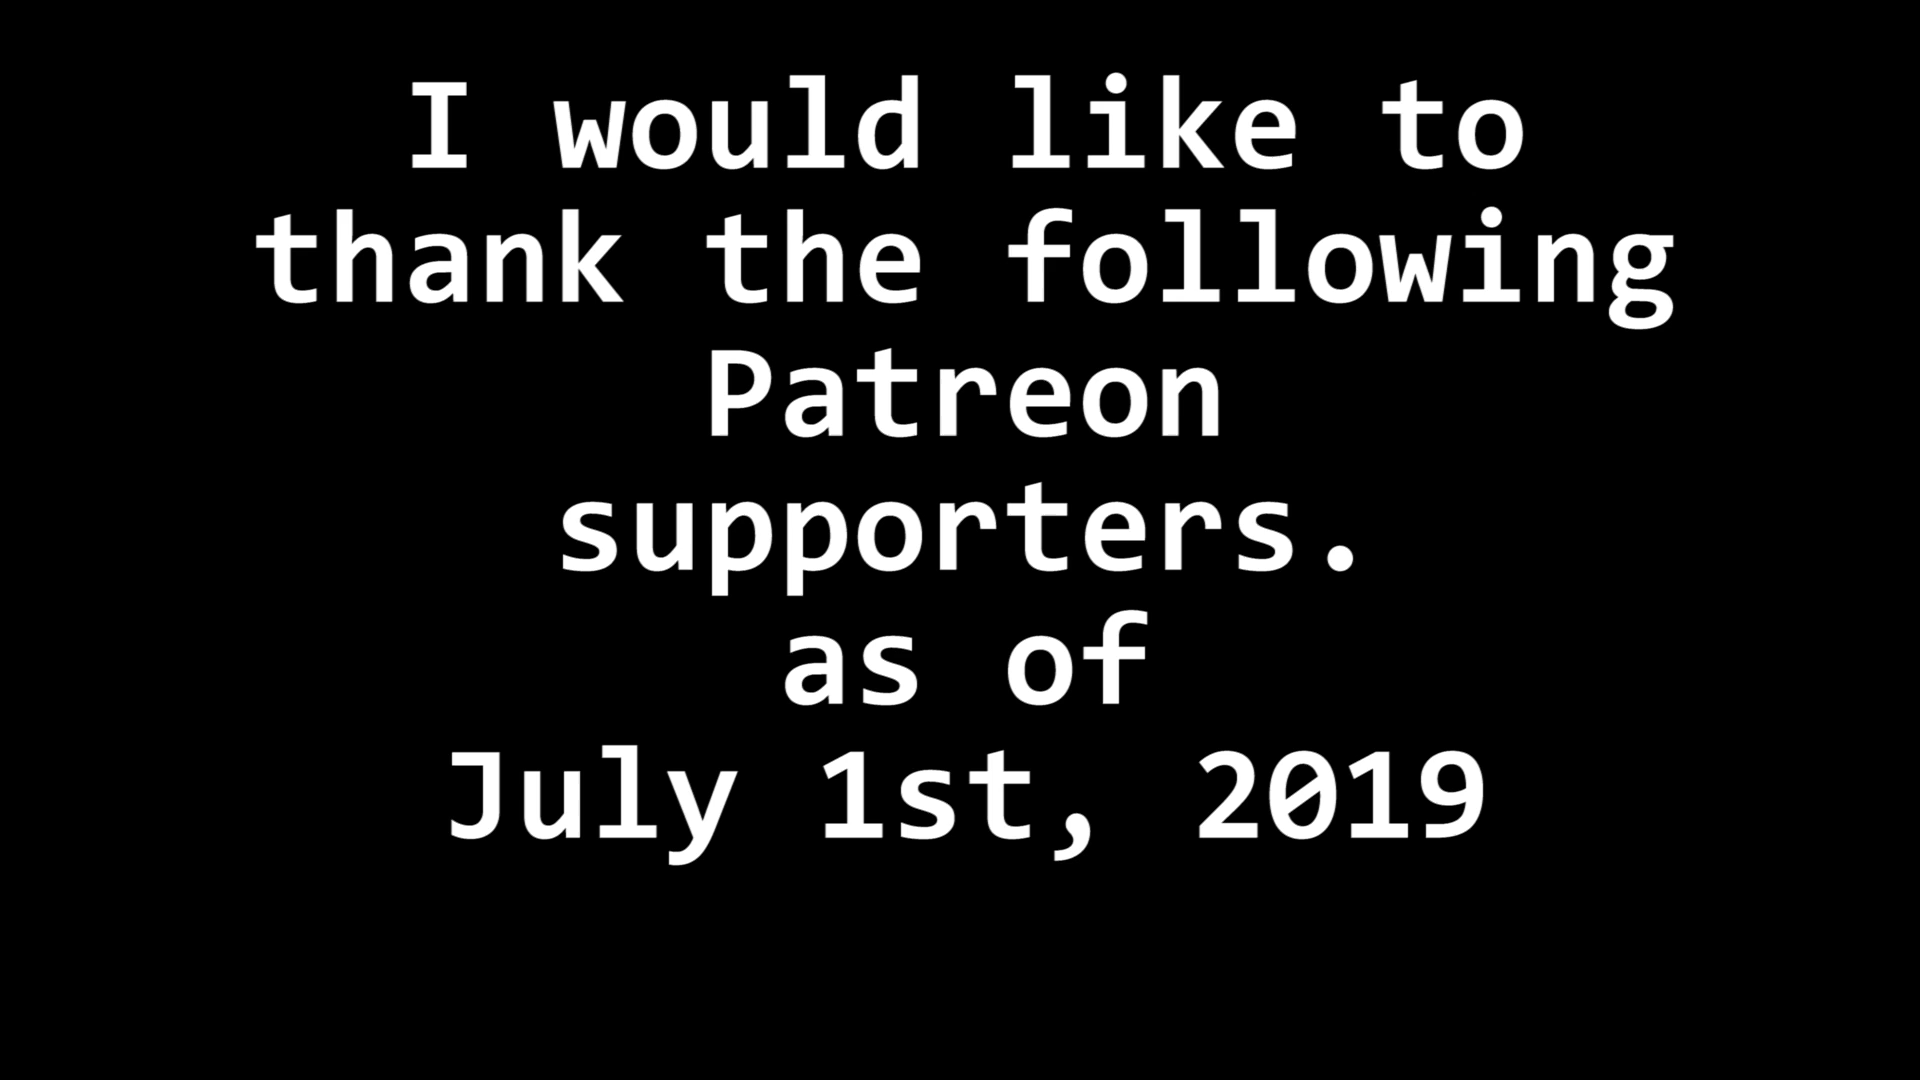 I would like to
thank the following
Patreon
supporters.
as of
July 1st, 2019